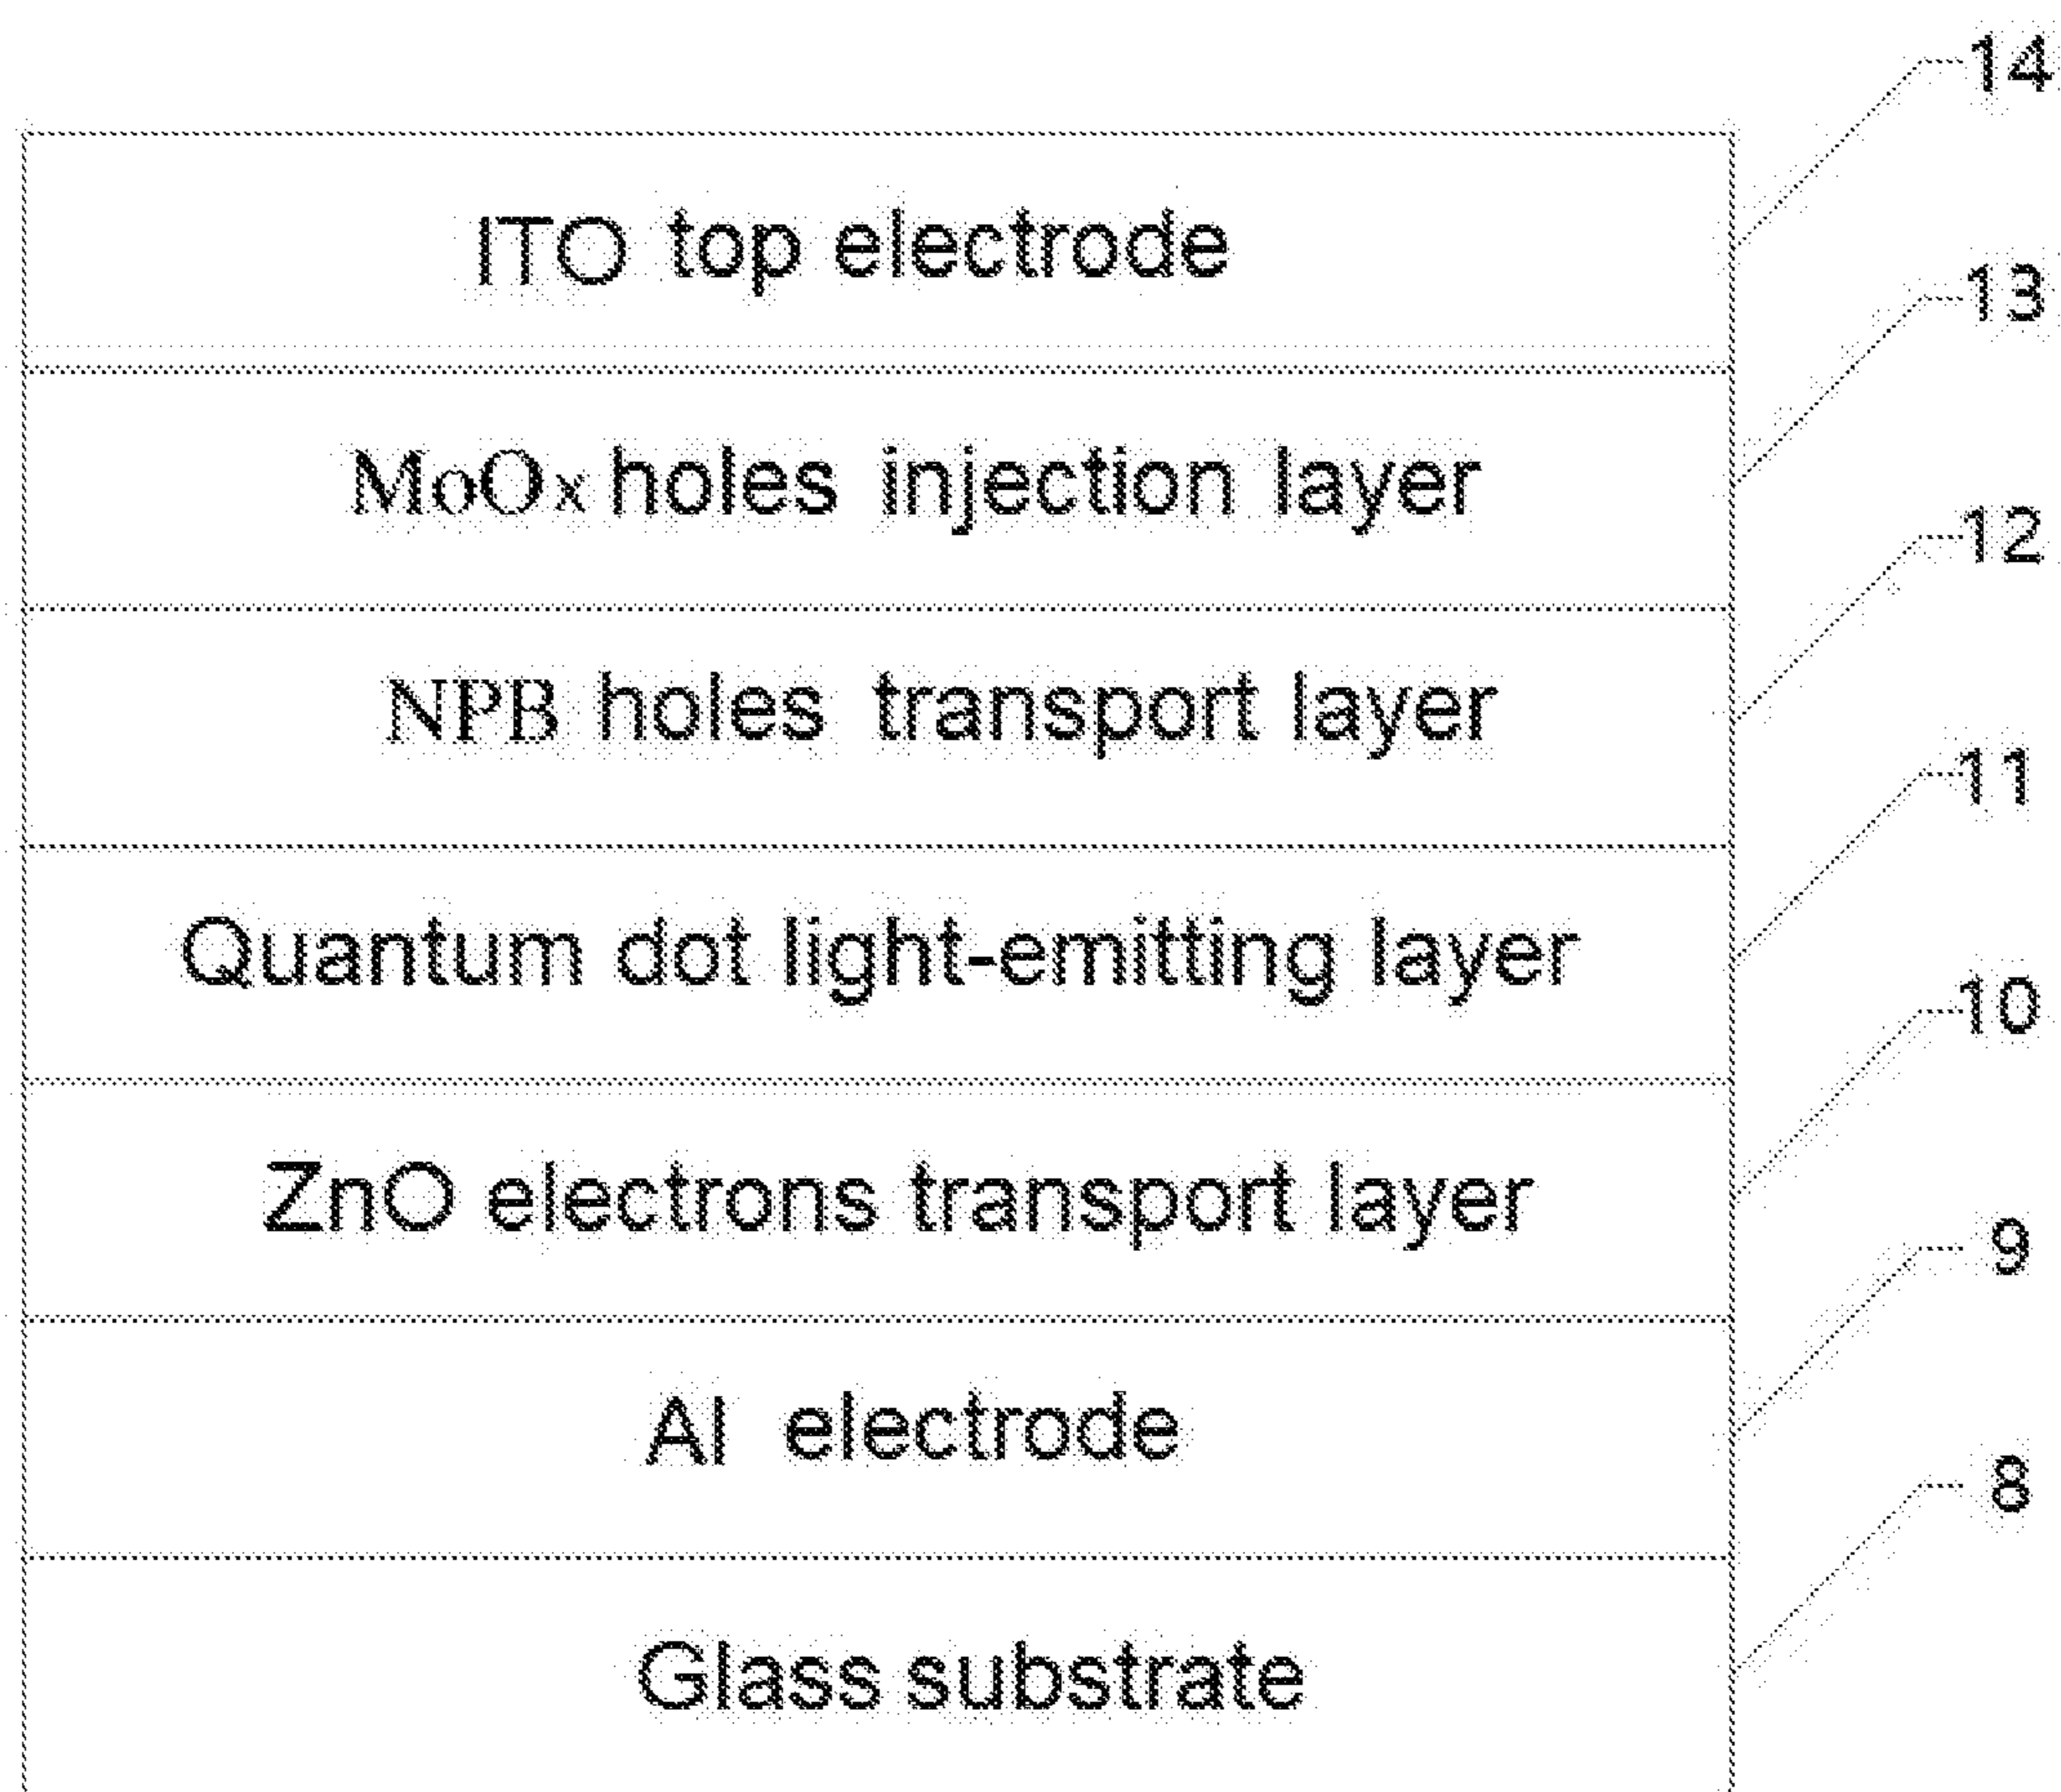 14
ITO top electrode
13
MoOx holes injection layer
12
NPB holes transport layer
11
Quantum dot light-emitting layer
10
ZnO electrons transport layer
9
Al electrode
8
Glass substrate